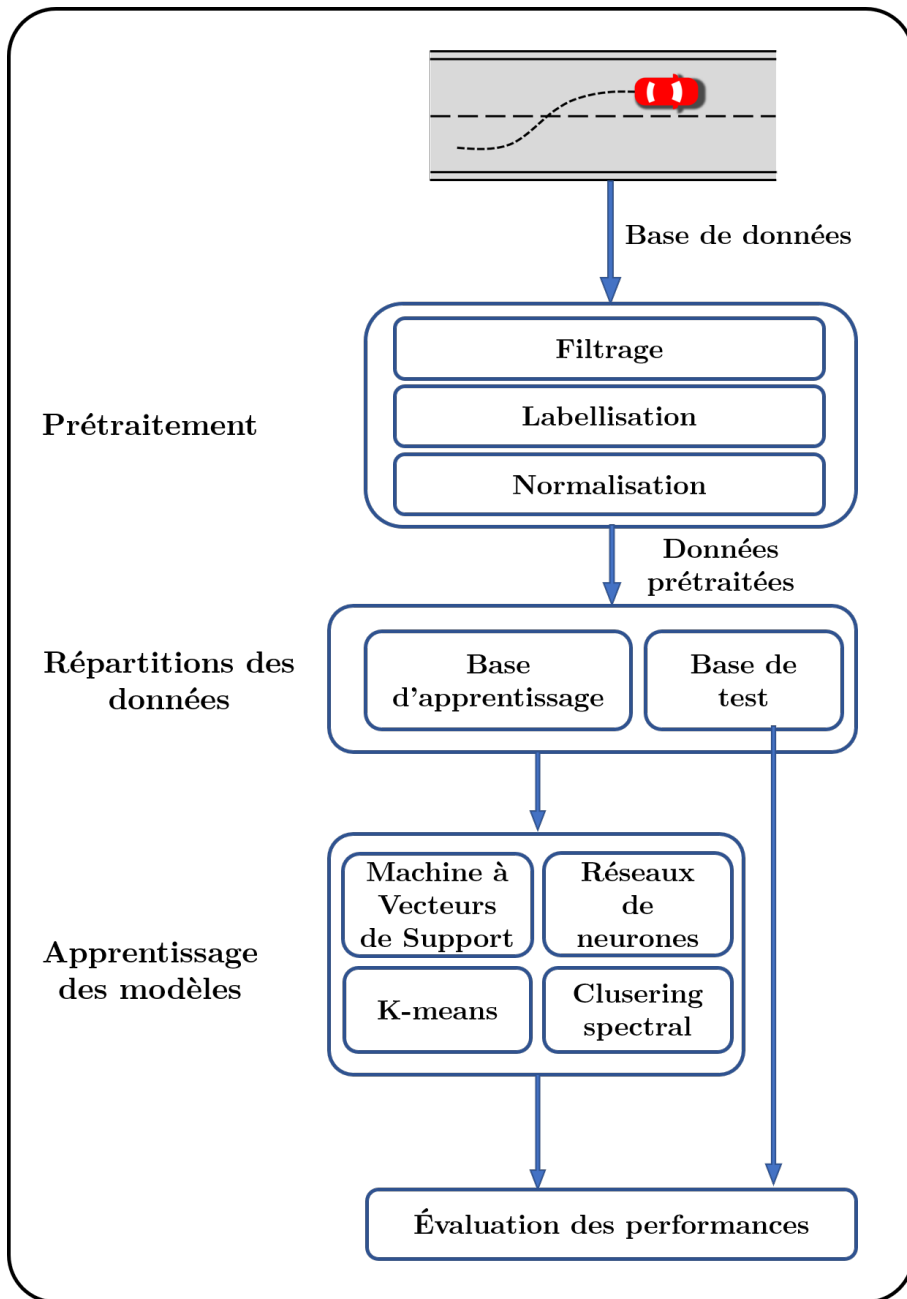 Base de données
Filtrage
Prétraitement
Labellisation
Normalisation
Données
prétraitées
Répartitions des
données
Base
d'apprentissage
Base de
test
Apprentissage
des modèles
Machine à
Vecteurs
de Support
Réseaux
de
neurones
K-means
Clusering
spectral
Évaluation des performances